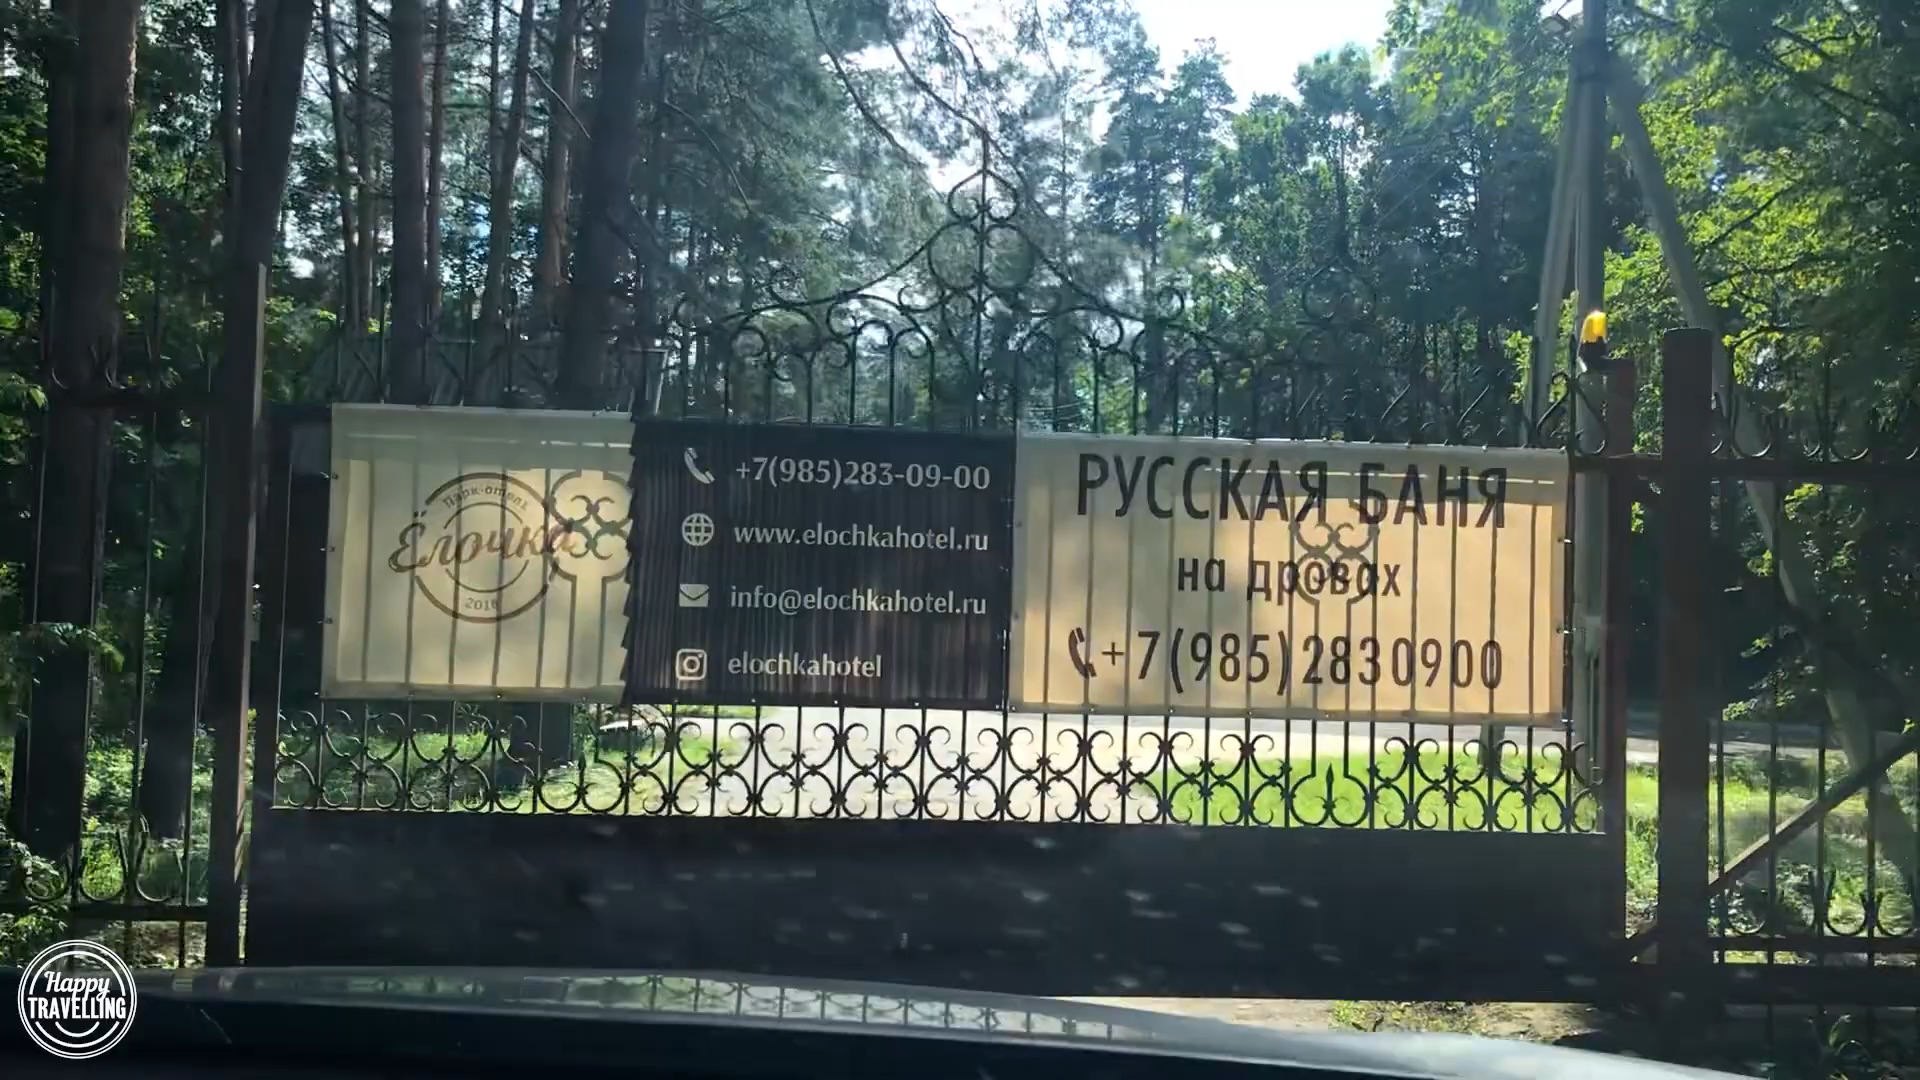 Парк-отель
Ёлочка
2016
+7(985)283-09-00
www.elochkahotel.ru
info@elochkahotel.ru
elochkahotel
РУССКАЯ БАНЯ
на дровах
+7(985)2830900
Happy
TRAVELLING